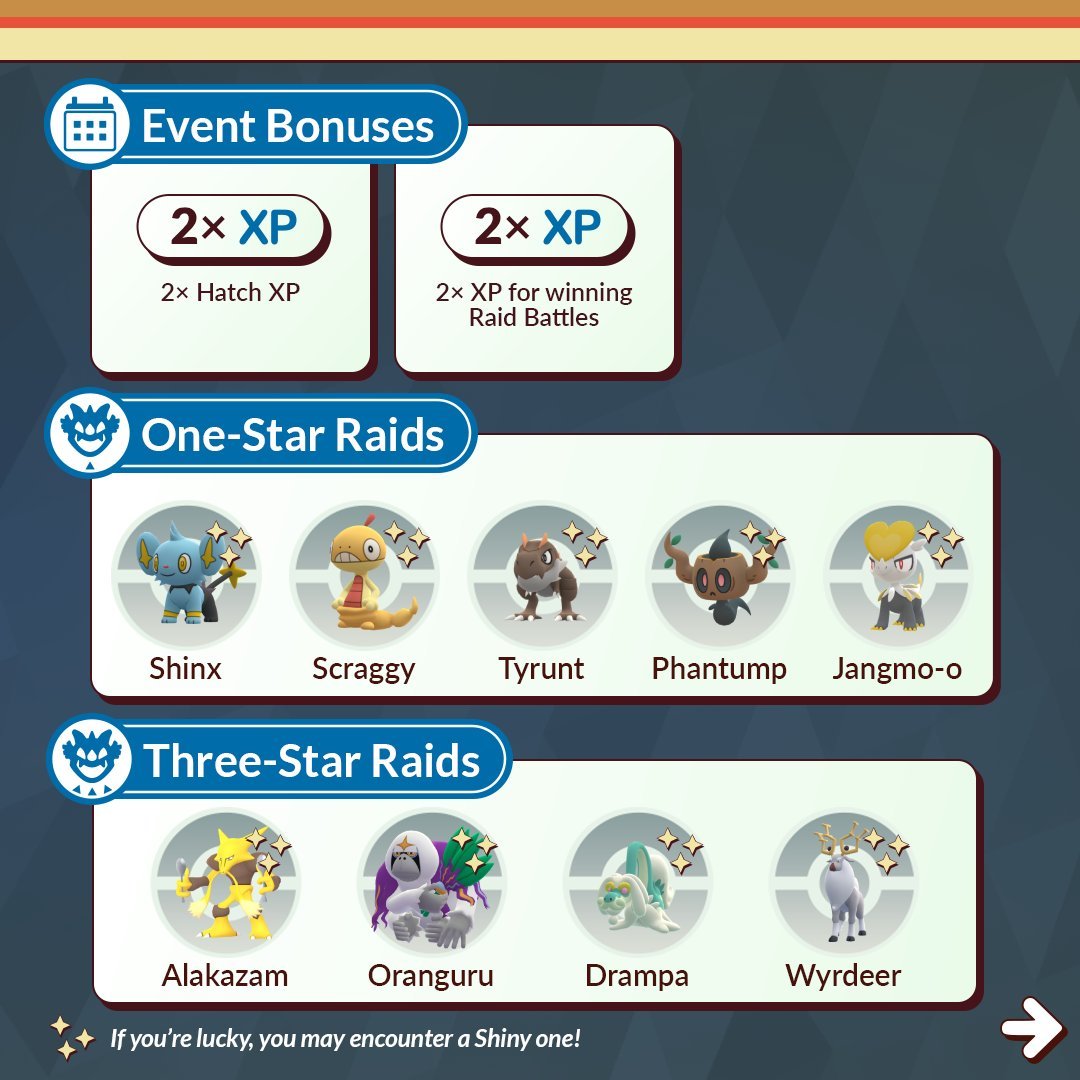 Event Bonuses
2× XP
2× Hatch XP
2× XP
2× XP for winning
Raid Battles
One-Star Raids
Shinx
Scraggy
Tyrunt
Phantump
Jangmo-o
Three-Star Raids
Alakazam
Oranguru
Drampa
Wyrdeer
If you’re lucky, you may encounter a Shiny one!